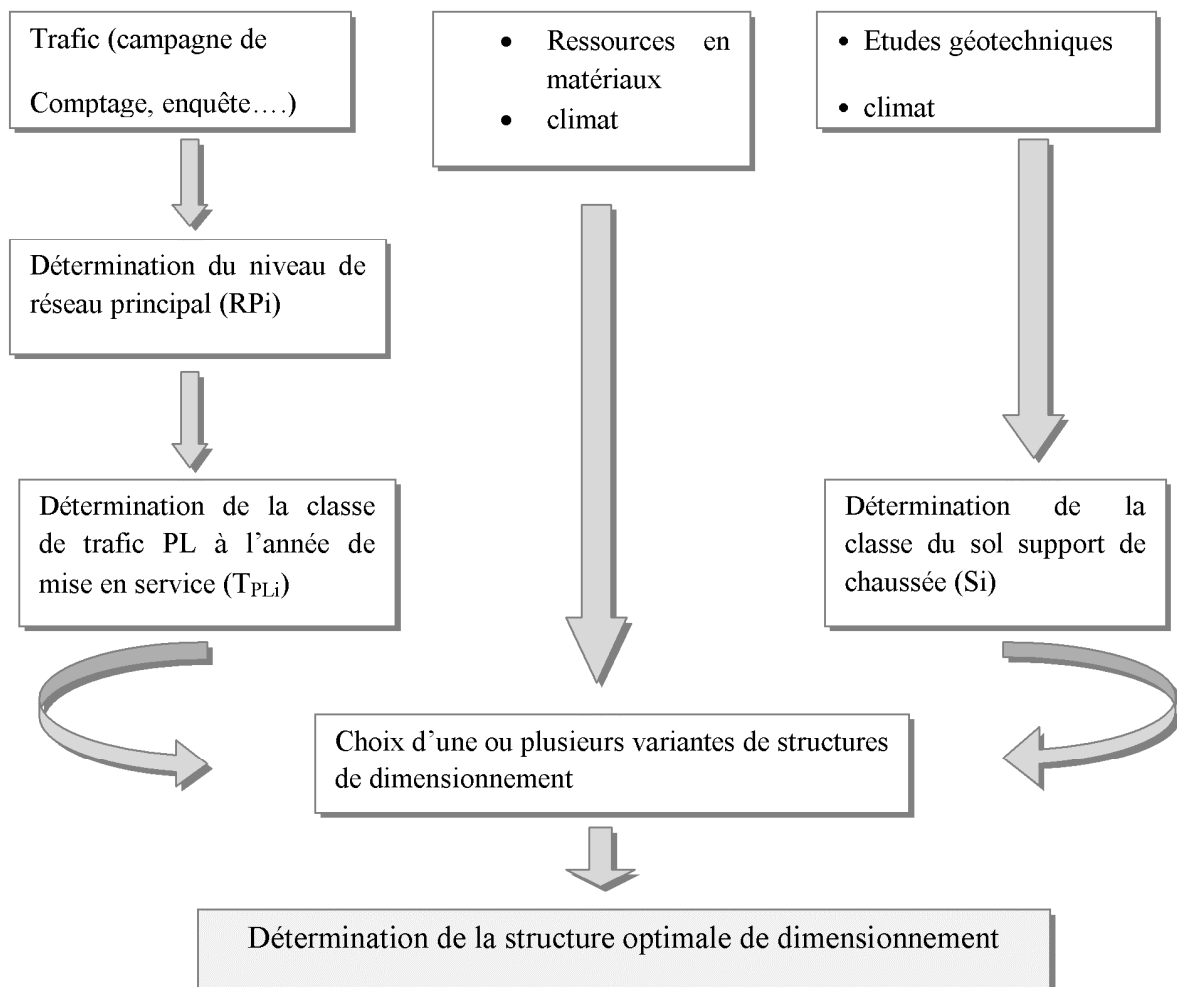 Trafic (campagne de
Comptage, enquête….)
• Ressources en
matériaux
• climat
• Etudes géotechniques
• climat
Détermination du niveau de
réseau principal (RPi)
Détermination de la classe
de trafic PL à l’année de
mise en service (TPLi)
Détermination de la
classe du sol support de
chaussée (Si)
Choix d’une ou plusieurs variantes de structures
de dimensionnement
Détermination de la structure optimale de dimensionnement